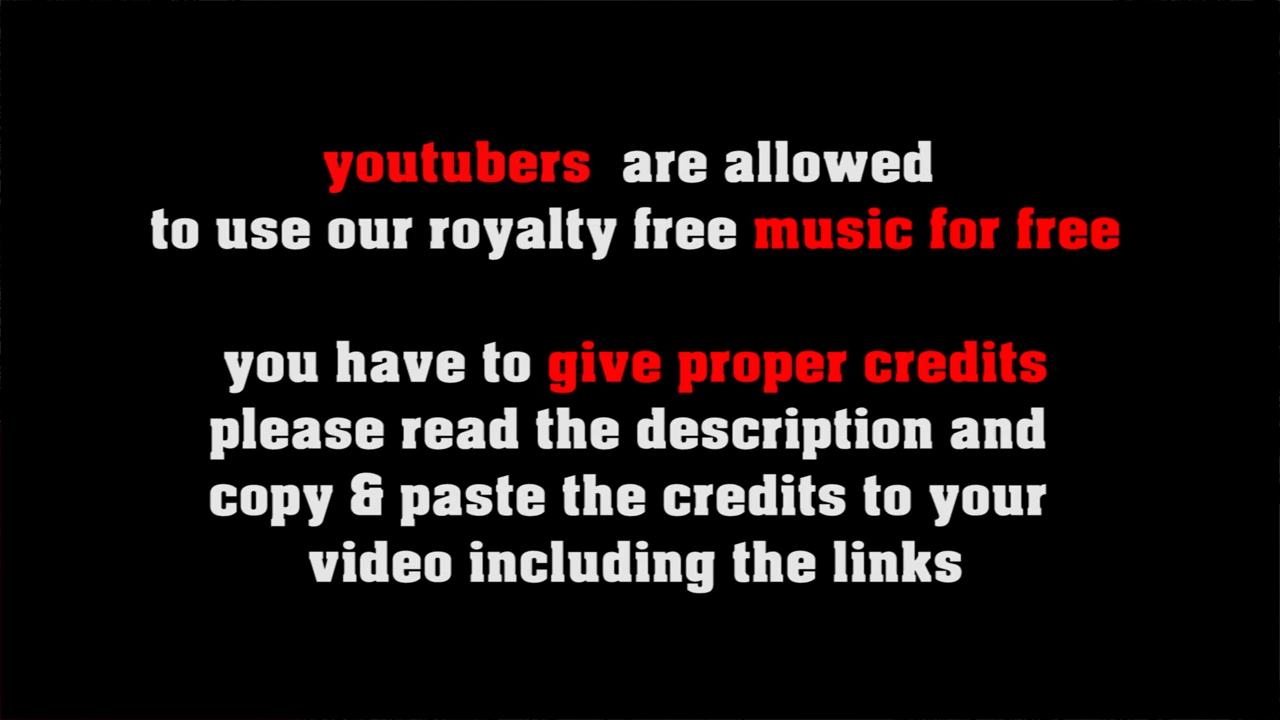 youtubers are allowed
to use our royalty free music for free
you have to give proper credits
please read the description and
copy & paste the credits to your
video including the links